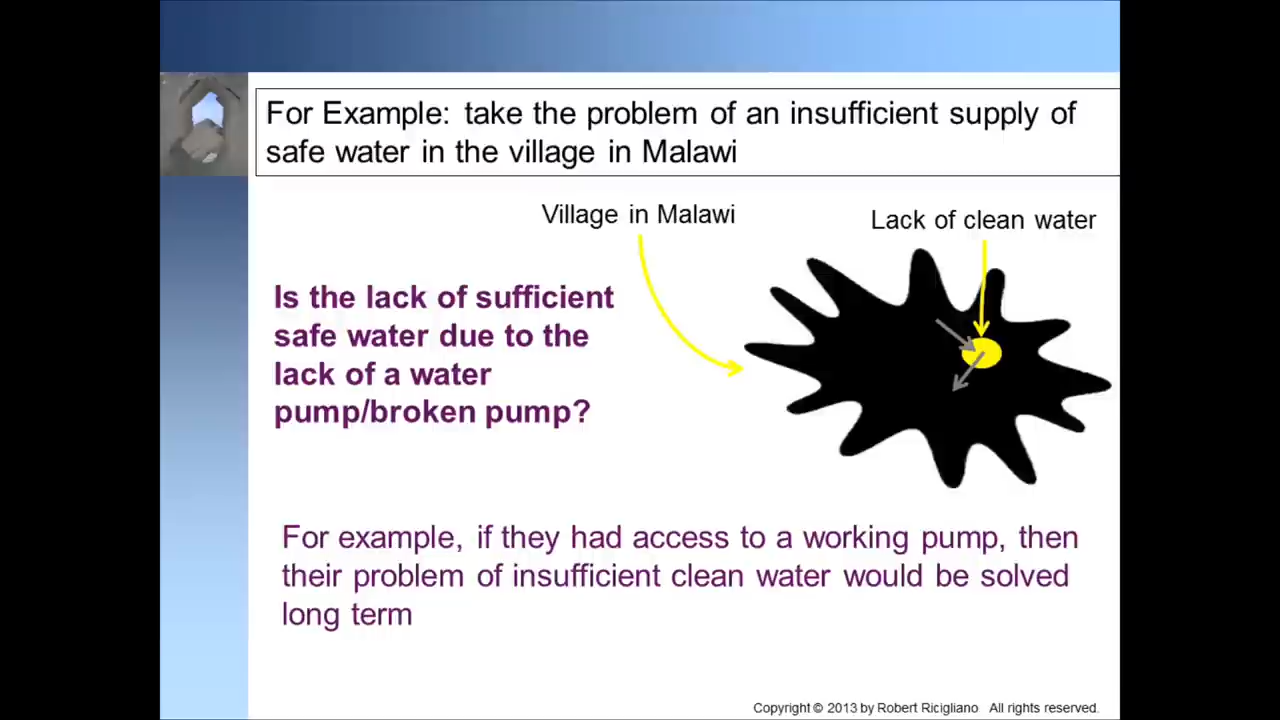 For Example: take the problem of an insufficient supply of
safe water in the village in Malawi
Village in Malawi
Lack of clean water
Is the lack of sufficient
safe water due to the
lack of a water
pump/broken pump?
For example, if they had access to a working pump, then
their problem of insufficient clean water would be solved
long term
Copyright © 2013 by Robert Ricigliano All rights reserved.